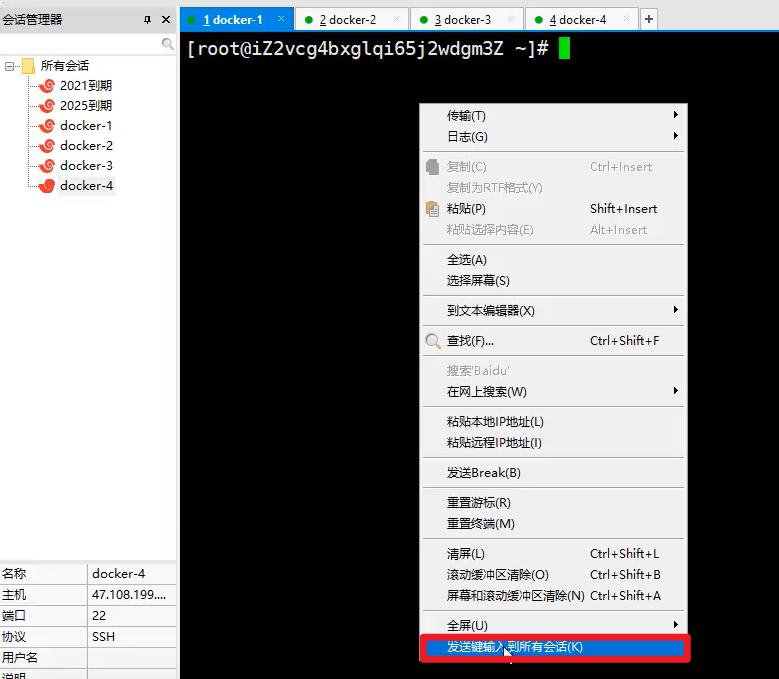 会话管理器
所有会话
2021到期
2025到期
docker-1
docker-2
docker-3
docker-4
名称 docker-4
主机 47.108.199....
端口 22
协议 SSH
用户名
说明
1 docker-1
2 docker-2
3 docker-3
4 docker-4
+
[root@iZ2vcg4bxglqi65j2wdgm3Z ~]#
传输(T)
日志(G)
复制(C) Ctrl+Insert
复制为RTF格式(Y)
粘贴(P) Shift+Insert
粘贴选择内容(E) Alt+Insert
全选(A)
选择屏幕(S)
到文本编辑器(X)
查找(F)... Ctrl+Shift+F
搜索'Baidu'
在网上搜索(W)
粘贴本地IP地址(L)
粘贴远程IP地址(I)
发送Break(B)
重置游标(R)
重置终端(M)
清屏(L) Ctrl+Shift+L
滚动缓冲区清除(O) Ctrl+Shift+B
屏幕和滚动缓冲区清除(N) Ctrl+Shift+A
全屏(U)
发送键输入到所有会话(K)